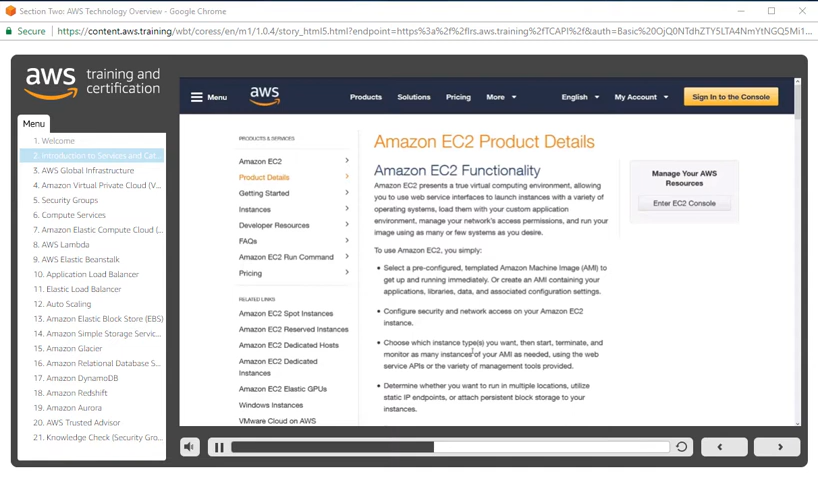 Section Two: AWS Technology Overview - Google Chrome
Secure https://content.aws.training/wbt/coress/en/m1/1.0.4/story_html5.html?endpoint=https%3a%2f%2flrs.aws.training%2fTCAPI%2f&auth=Basic%20OjQ0NTdhZTY5LTA4NmYtNGQ5Mi1...
aws training and certification
Menu
1. Welcome
2. Introduction to Services and Cat...
3. AWS Global Infrastructure
4. Amazon Virtual Private Cloud (V...
5. Security Groups
6. Compute Services
7. Amazon Elastic Compute Cloud (...
8. AWS Lambda
9. AWS Elastic Beanstalk
10. Application Load Balancer
11. Elastic Load Balancer
12. Auto Scaling
13. Amazon Elastic Block Store (EBS)
14. Amazon Simple Storage Servic...
15. Amazon Glacier
16. Amazon Relational Database S...
17. Amazon DynamoDB
18. Amazon Redshift
19. Amazon Aurora
20. AWS Trusted Advisor
21. Knowledge Check (Security Gro...
Menu aws Products Solutions Pricing More English My Account Sign In to the Console
PRODUCTS & SERVICES
Amazon EC2
Product Details
Getting Started
Instances
Developer Resources
FAQs
Amazon EC2 Run Command
Pricing
RELATED LINKS
Amazon EC2 Spot Instances
Amazon EC2 Reserved Instances
Amazon EC2 Dedicated Hosts
Amazon EC2 Dedicated
Instances
Amazon EC2 Elastic GPUs
Windows Instances
VMware Cloud on AWS
Amazon EC2 Product Details
Amazon EC2 Functionality
Amazon EC2 presents a true virtual computing environment, allowing
you to use web service interfaces to launch instances with a variety of
operating systems, load them with your custom application
environment, manage your network's access permissions, and run your
image using as many or few systems as you desire.
To use Amazon EC2, you simply:
• Select a pre-configured, templated Amazon Machine Image (AMI) to
get up and running immediately. Or create an AMI containing your
applications, libraries, data, and associated configuration settings.
• Configure security and network access on your Amazon EC2
instance.
• Choose which instance type(s) you want, then start, terminate, and
monitor as many instances of your AMI as needed, using the web
service APIs or the variety of management tools provided.
• Determine whether you want to run in multiple locations, utilize
static IP endpoints, or attach persistent block storage to your
instances.
Manage Your AWS
Resources
Enter EC2 Console